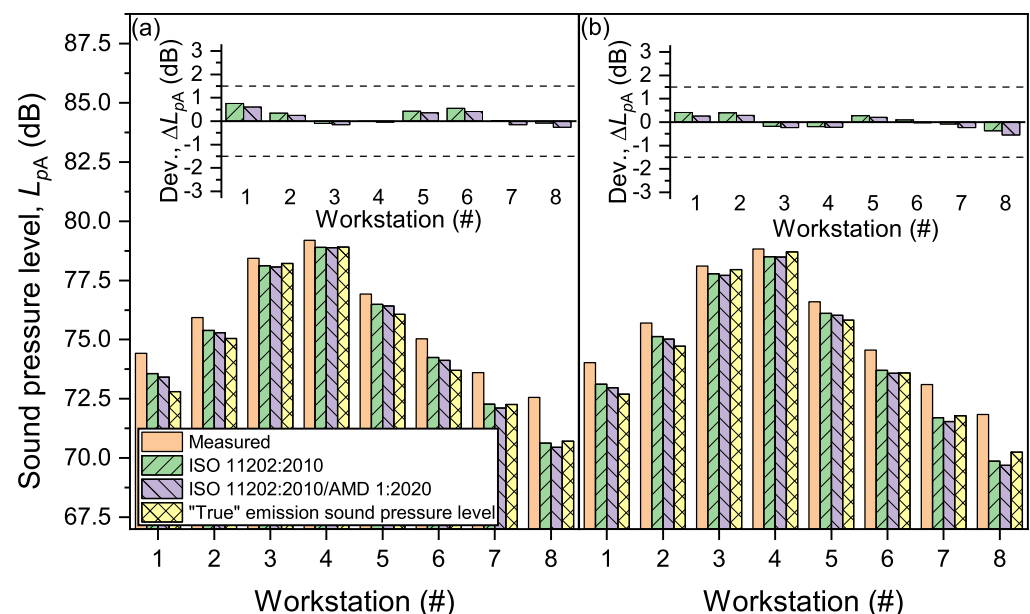 (a)
(b)
Sound pressure level, LpA (dB)
87.5
85.0
82.5
80.0
77.5
75.0
72.5
70.0
67.5
Dev., ΔLpA (dB)
3
2
1
0
-1
-2
-3
1 2 3 4 5 6 7 8
Workstation (#)
Dev., ΔLpA (dB)
3
2
1
0
-1
-2
-3
1 2 3 4 5 6 7 8
Workstation (#)
Measured
ISO 11202:2010
ISO 11202:2010/AMD 1:2020
"True" emission sound pressure level
1 2 3 4 5 6 7 8
1 2 3 4 5 6 7 8
Workstation (#)
Workstation (#)